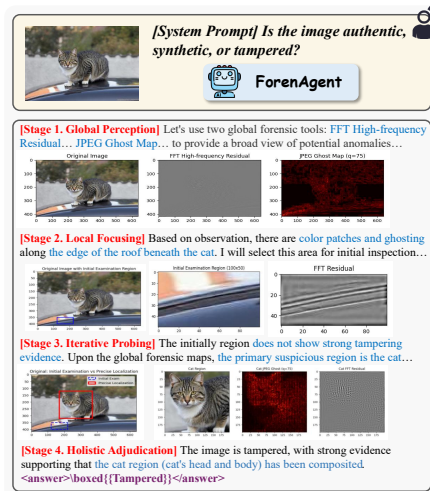 [System Prompt] Is the image authentic,
synthetic, or tampered?
ForenAgent
[Stage 1. Global Perception] Let's use two global forensic tools: FFT High-frequency
Residual… JPEG Ghost Map… to provide a broad view of potential anomalies…
Original Image FFT High-frequency Residual JPEG Ghost Map (q=75)
[Stage 2. Local Focusing] Based on observation, there are color patches and ghosting
along the edge of the roof beneath the cat. I will select this area for initial inspection…
Original Image with Initial Examination Region Initial Examination Region (100x50) FFT Residual
[Stage 3. Iterative Probing] The initially region does not show strong tampering
evidence. Upon the global forensic maps, the primary suspicious region is the cat…
Original: Initial Examination vs Precise Localization Cat Region Cat JPEG Ghost (q=75) Cat FFT Residual
[Stage 4. Holistic Adjudication] The image is tampered, with strong evidence
supporting that the cat region (cat's head and body) has been composited.
<answer>\boxed{{Tampered}}</answer>